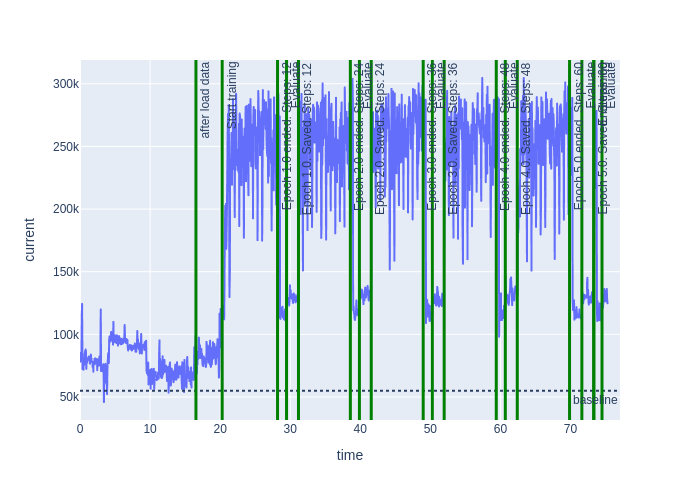 300k
250k
200k
150k
100k
50k
0
10
20
30
40
50
60
70
time
current
baseline
after load data
Start training
Epoch 1.0 ended. Steps: 12
Evaluate
Epoch 1.0. Saved. Steps: 12
Epoch 2.0 ended. Steps: 24
Evaluate
Epoch 2.0. Saved. Steps: 24
Epoch 3.0 ended. Steps: 36
Evaluate
Epoch 3.0. Saved. Steps: 36
Epoch 4.0 ended. Steps: 48
Evaluate
Epoch 4.0. Saved. Steps: 48
Epoch 5.0 ended. Steps: 60
Evaluate
Epoch 5.0. Saved.
Evaluate